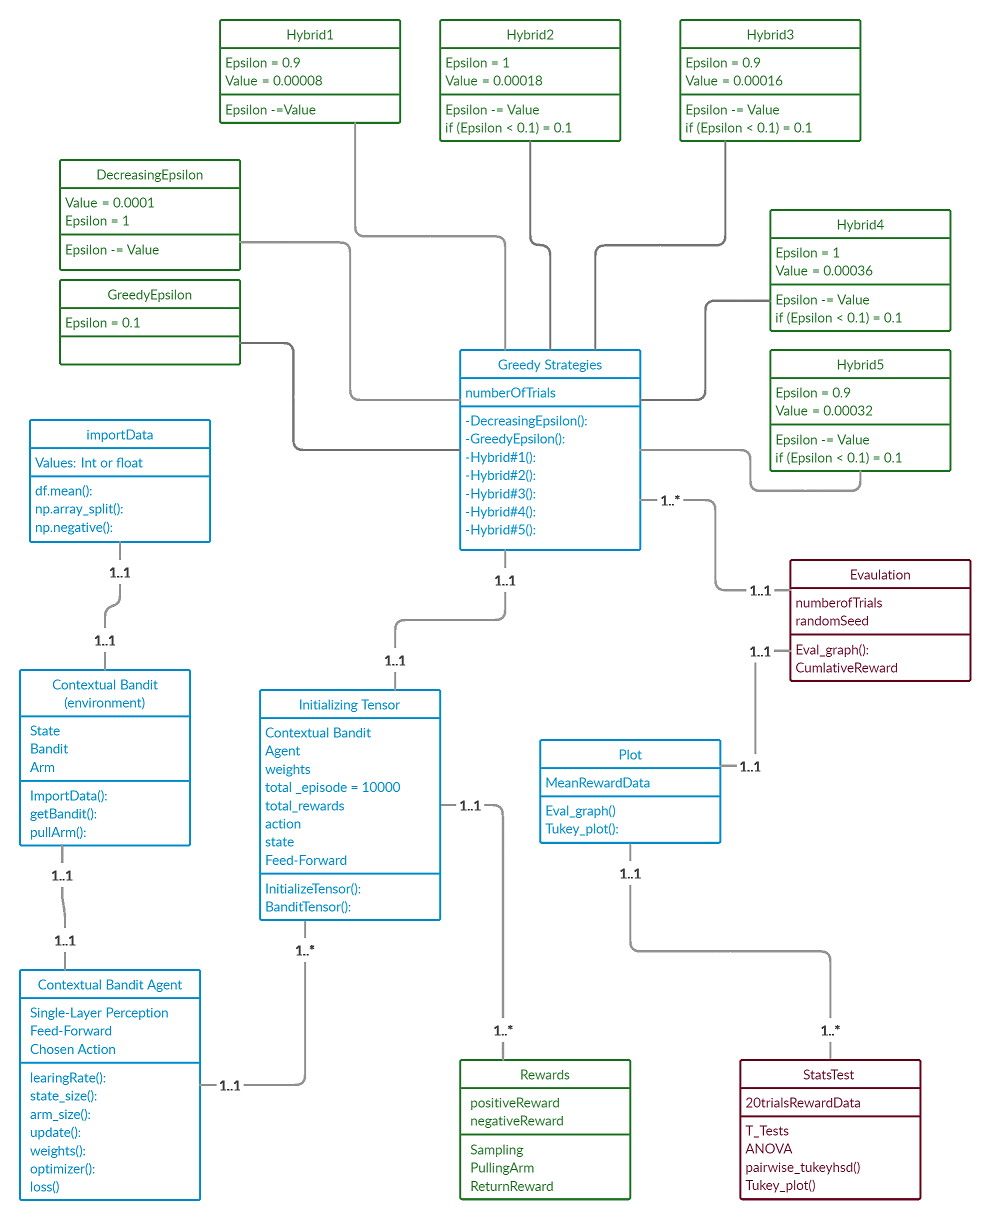 Hybrid1
Epsilon = 0.9
Value = 0.00008
Epsilon -=Value
Hybrid2
Epsilon = 1
Value = 0.00018
Epsilon -= Value
if (Epsilon < 0.1) = 0.1
Hybrid3
Epsilon = 0.9
Value = 0.00016
Epsilon -= Value
if (Epsilon < 0.1) = 0.1
DecreasingEpsilon
Value = 0.0001
Epsilon = 1
Epsilon -= Value
Hybrid4
Epsilon = 1
Value = 0.00036
Epsilon -= Value
if (Epsilon < 0.1) = 0.1
GreedyEpsilon
Epsilon = 0.1
Greedy Strategies
numberOfTrials
-DecreasingEpsilon():
-GreedyEpsilon():
-Hybrid#1():
-Hybrid#2():
-Hybrid#3():
-Hybrid#4():
-Hybrid#5():
Hybrid5
Epsilon = 0.9
Value = 0.00032
Epsilon -= Value
if (Epsilon < 0.1) = 0.1
importData
Values: Int or float
df.mean():
np.array_split():
np.negative():
1..*
1..1
1..1
1..1
Evaulation
numberofTrials
randomSeed
Eval_graph():
CumlativeReward
1..1
1..1
1..1
1..1
Contextual Bandit
(environment)
State
Bandit
Arm
ImportData():
getBandit():
pullArm():
Initializing Tensor
Contextual Bandit
Agent
weights
total _episode = 10000
total_rewards
action
state
Feed-Forward
InitializeTensor():
BanditTensor():
Plot
MeanRewardData
Eval_graph()
Tukey_plot():
1..1
1..1
1..1
1..1
1..1
1..*
Contextual Bandit Agent
Single-Layer Perception
Feed-Forward
Chosen Action
learingRate():
state_size():
arm_size():
update():
weights():
optimizer():
loss()
1..1
1..*
1..*
Rewards
positiveReward
negativeReward
Sampling
PullingArm
ReturnReward
StatsTest
20trialsRewardData
T_Tests
ANOVA
pairwise_tukeyhsd()
Tukey_plot()